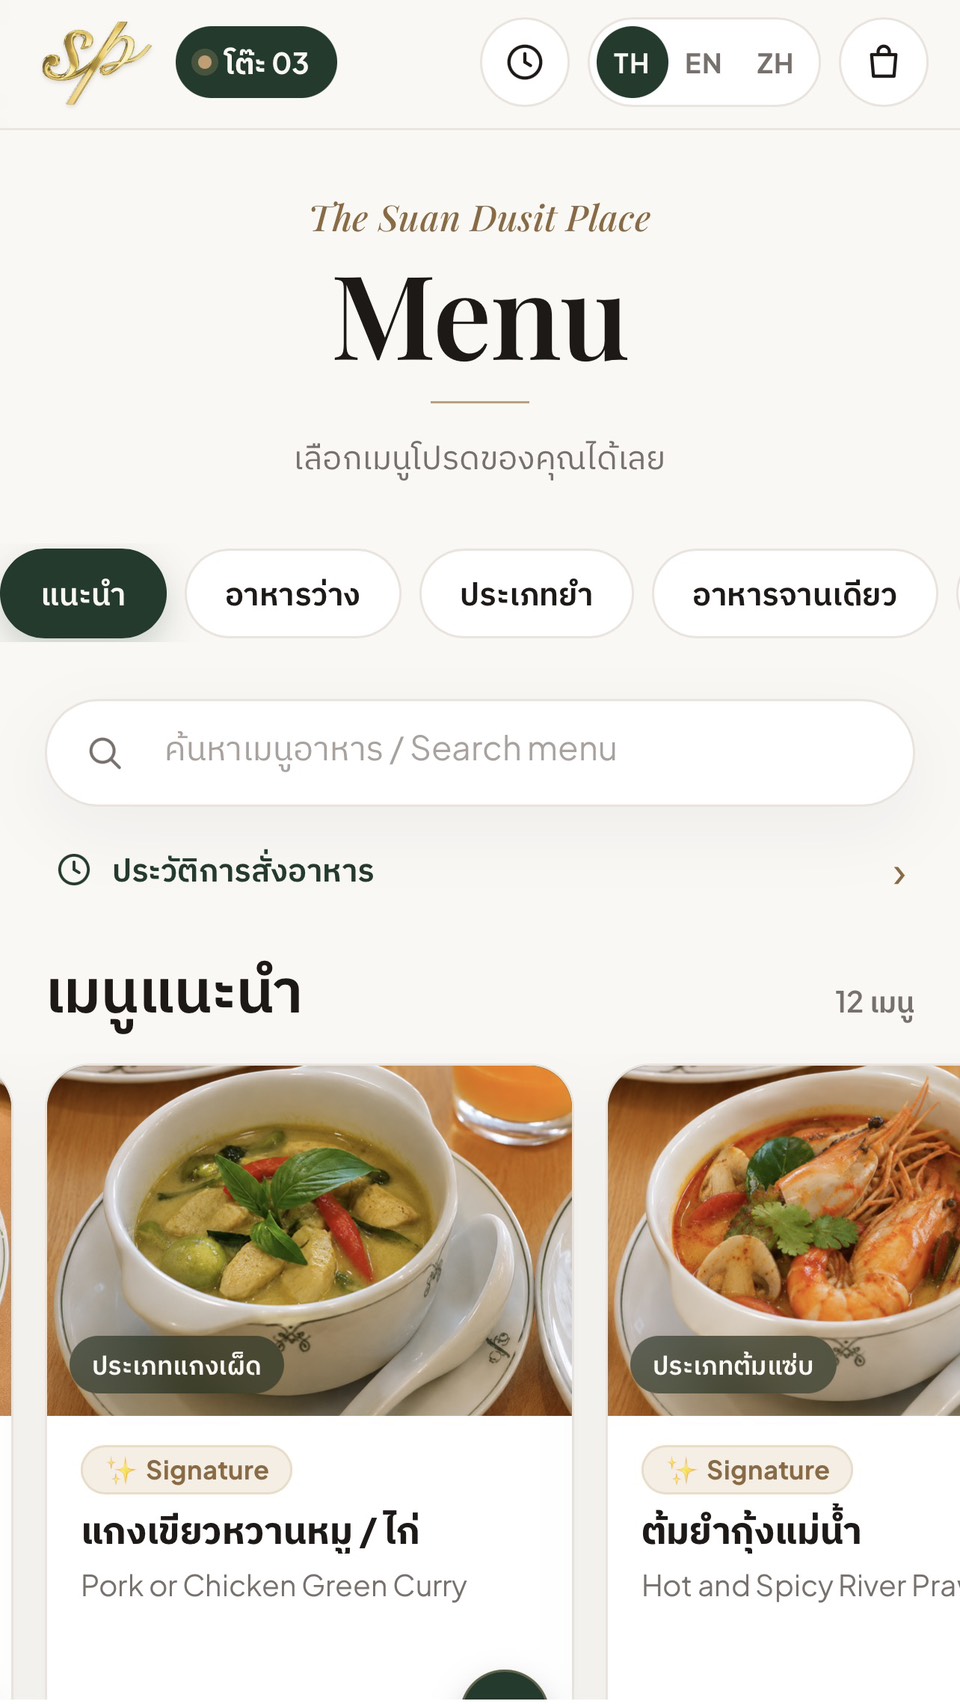 sp
โต๊ะ 03
TH EN ZH
The Suan Dusit Place
Menu
เลือกเมนูโปรดของคุณได้เลย
แนะนำ อาหารว่าง ประเภทยำ อาหารจานเดียว
ค้นหาเมนูอาหาร / Search menu
ประวัติการสั่งอาหาร
เมนูแนะนำ
12 เมนู
ประเภทแกงเผ็ด
✨ Signature
แกงเขียวหวานหมู / ไก่
Pork or Chicken Green Curry
ประเภทต้มแซ่บ
✨ Signature
ต้มยำกุ้งแม่น้ำ
Hot and Spicy River